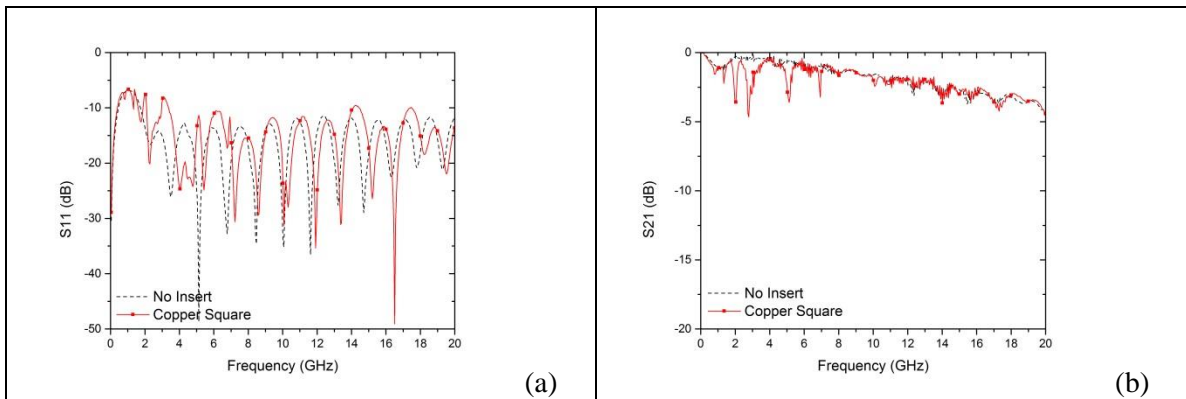 0
-10
-20
-30
-40
-50
S11 (dB)
No Insert
Copper Square
0 2 4 6 8 10 12 14 16 18 20
Frequency (GHz)
(a)
0
-5
-10
-15
-20
S21 (dB)
No Insert
Copper Square
0 2 4 6 8 10 12 14 16 18 20
Frequency (GHz)
(b)